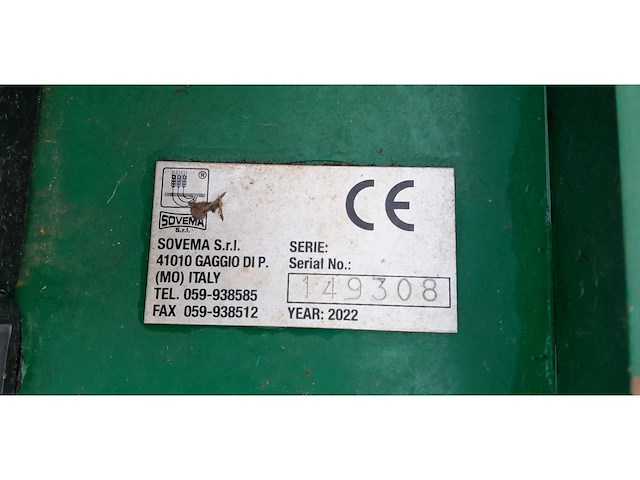 ®
SOVEMA
S.r.l.
CE
SOVEMA S.r.l.
41010 GAGGIO DI P.
(MO) ITALY
TEL. 059-938585
FAX 059-938512
SERIE:
Serial No.:
149308
YEAR: 2022